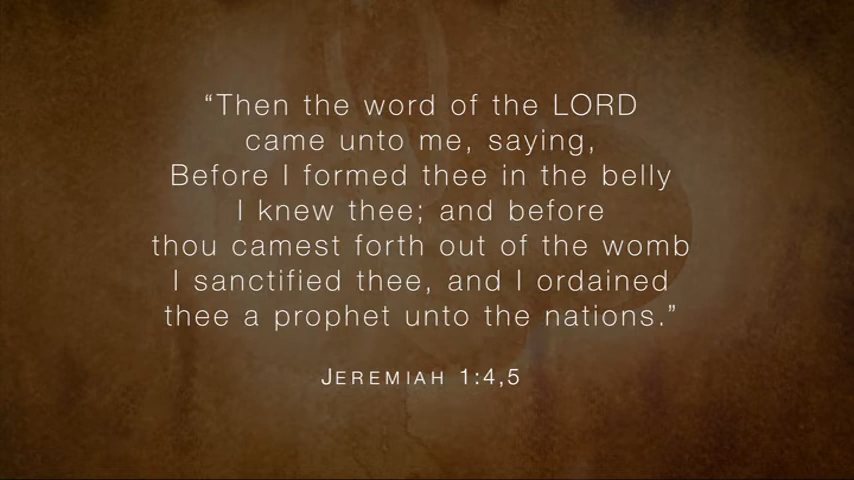 “Then the word of the LORD
came unto me, saying,
Before I formed thee in the belly
I knew thee; and before
thou camest forth out of the womb
I sanctified thee, and I ordained
thee a prophet unto the nations.”
JEREMIAH 1:4,5